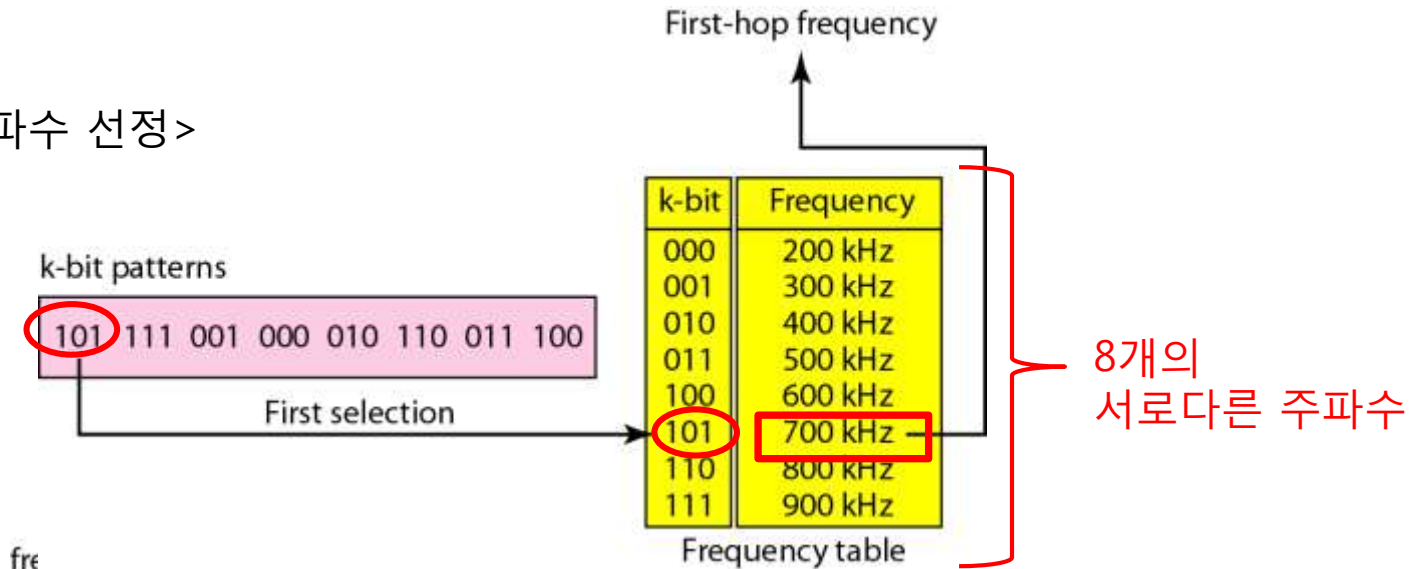 First-hop frequency
파수 선정>
k-bit Frequency
000 200 kHz
001 300 kHz
010 400 kHz
011 500 kHz
100 600 kHz
101 700 kHz
110 800 kHz
111 900 kHz
Frequency table
k-bit patterns
101 111 001 000 010 110 011 100
First selection
8개의
서로다른 주파수
fre